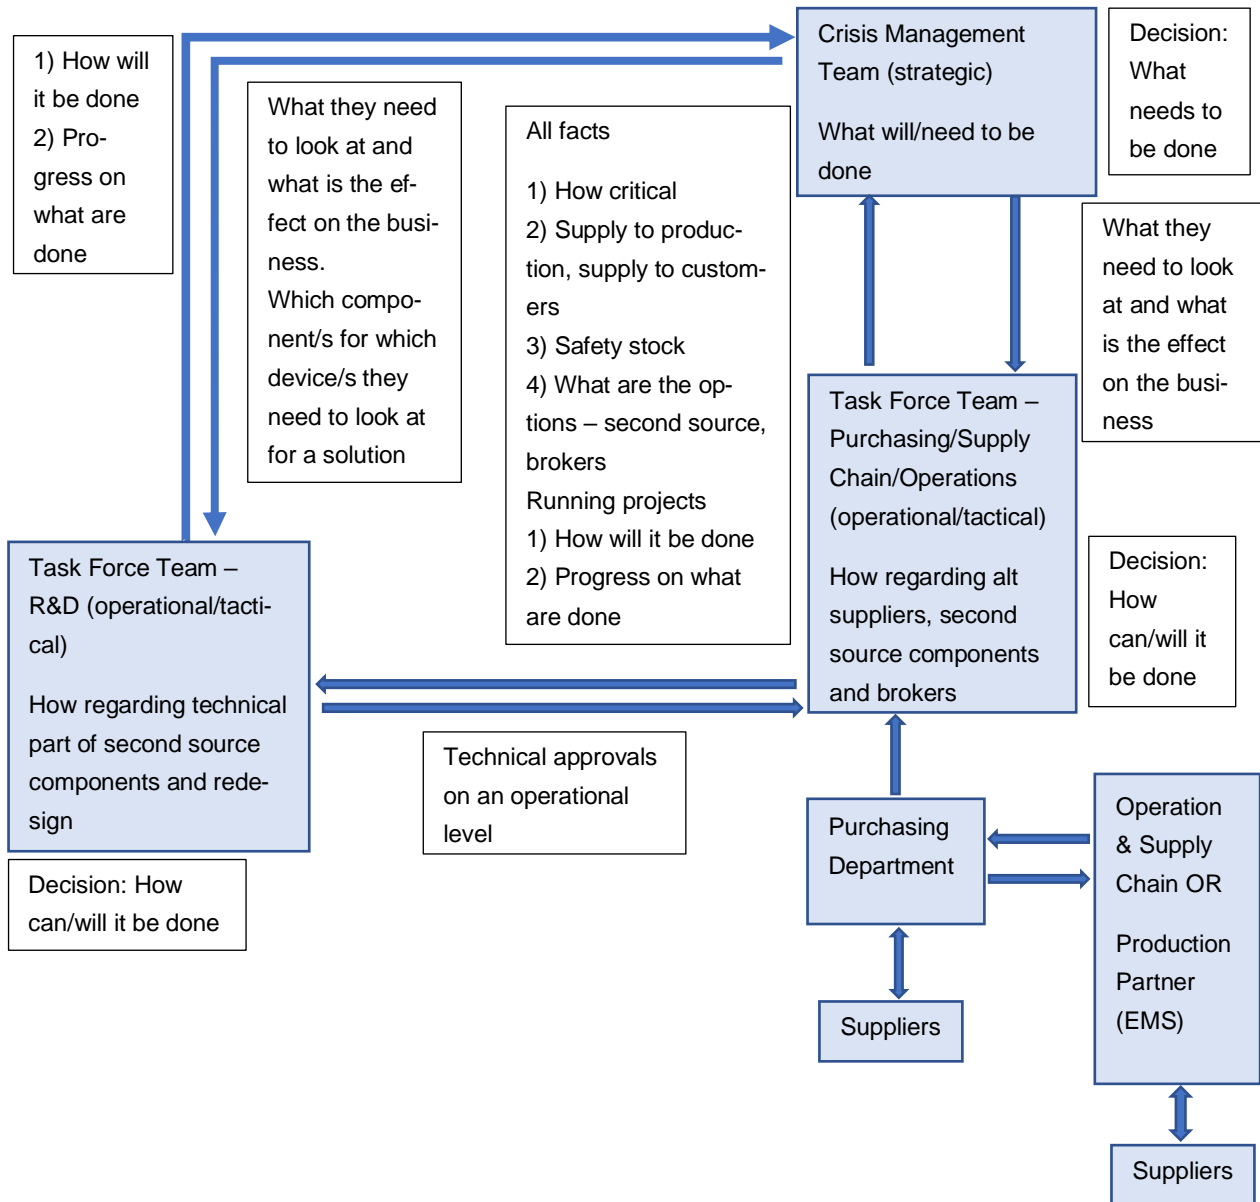 1) How will
it be done
2) Pro-
gress on
what are
done
What they need
to look at and
what is the ef-
fect on the busi-
ness.
Which compo-
nent/s for which
device/s they
need to look at
for a solution
All facts
1) How critical
2) Supply to produc-
tion, supply to custom-
ers
3) Safety stock
4) What are the op-
tions – second source,
brokers
Running projects
1) How will it be done
2) Progress on what
are done
Crisis Management
Team (strategic)
What will/need to be
done
Decision:
What
needs to
be done
What they
need to look
at and what
is the effect
on the busi-
ness
Task Force Team –
Purchasing/Supply
Chain/Operations
(operational/tactical)
How regarding alt
suppliers, second
source components
and brokers
Decision:
How
can/will it
be done
Task Force Team –
R&D (operational/tacti-
cal)
How regarding technical
part of second source
components and rede-
sign
Decision: How
can/will it be done
Technical approvals
on an operational
level
Purchasing
Department
Operation
& Supply
Chain OR
Production
Partner
(EMS)
Suppliers
Suppliers